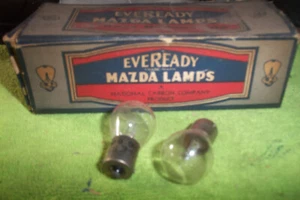 EVEREADY
MAZDA LAMPS
NATIONAL CARBON COMPANY